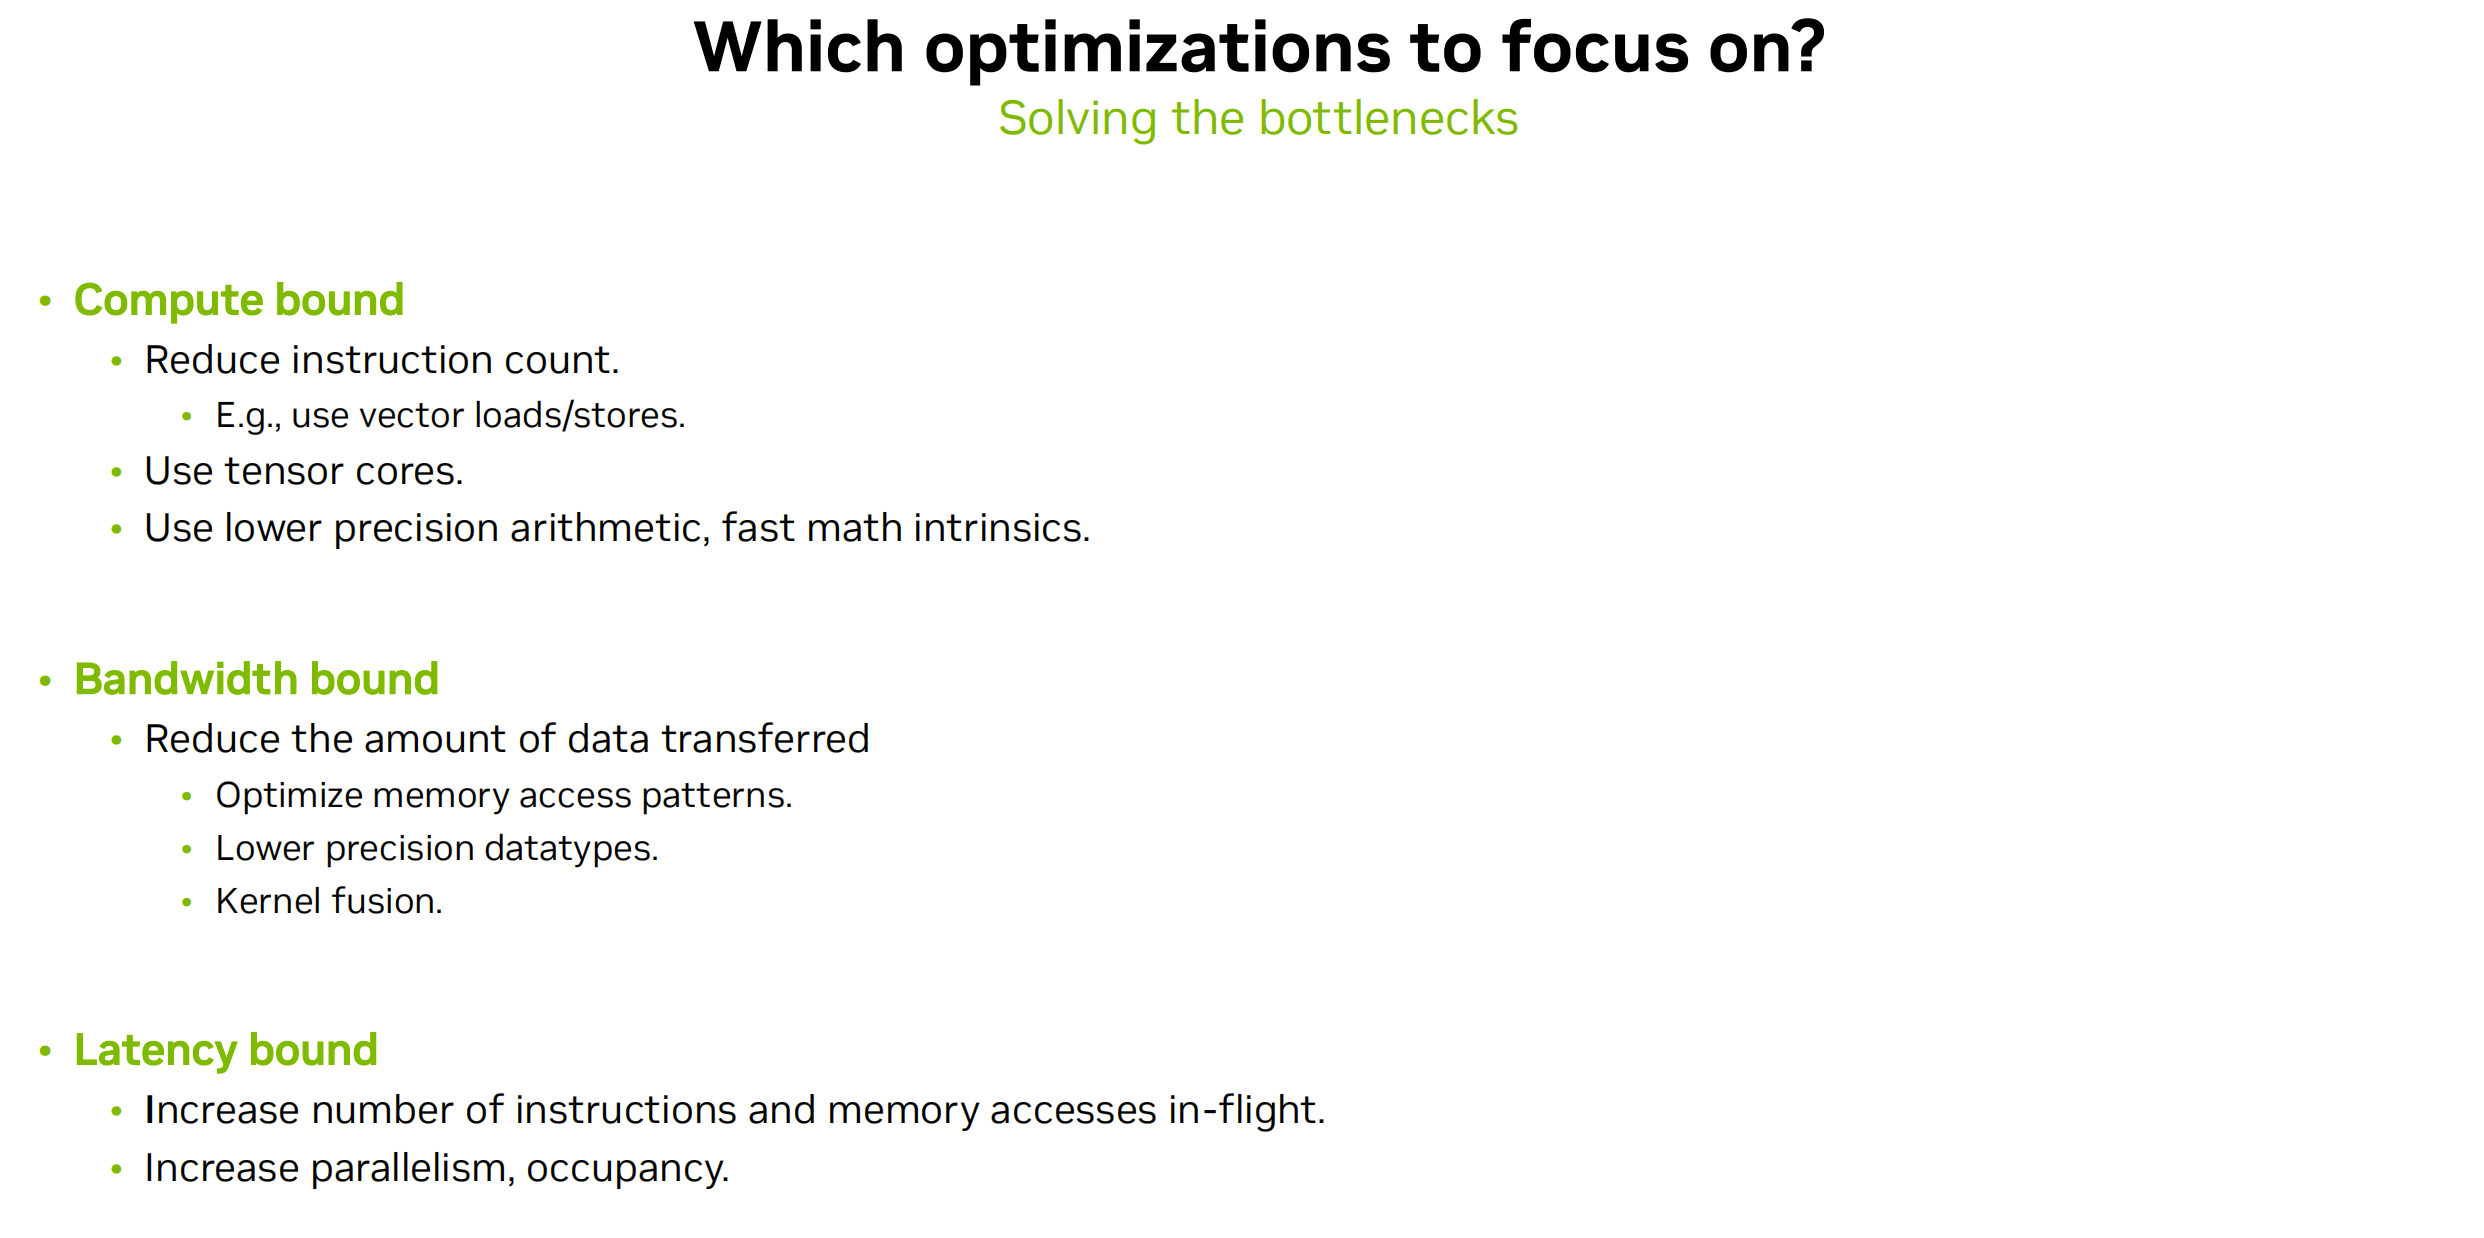 Which optimizations to focus on?
Solving the bottlenecks
• Compute bound
• Reduce instruction count.
• E.g., use vector loads/stores.
• Use tensor cores.
• Use lower precision arithmetic, fast math intrinsics.
• Bandwidth bound
• Reduce the amount of data transferred
• Optimize memory access patterns.
• Lower precision datatypes.
• Kernel fusion.
• Latency bound
• Increase number of instructions and memory accesses in-flight.
• Increase parallelism, occupancy.